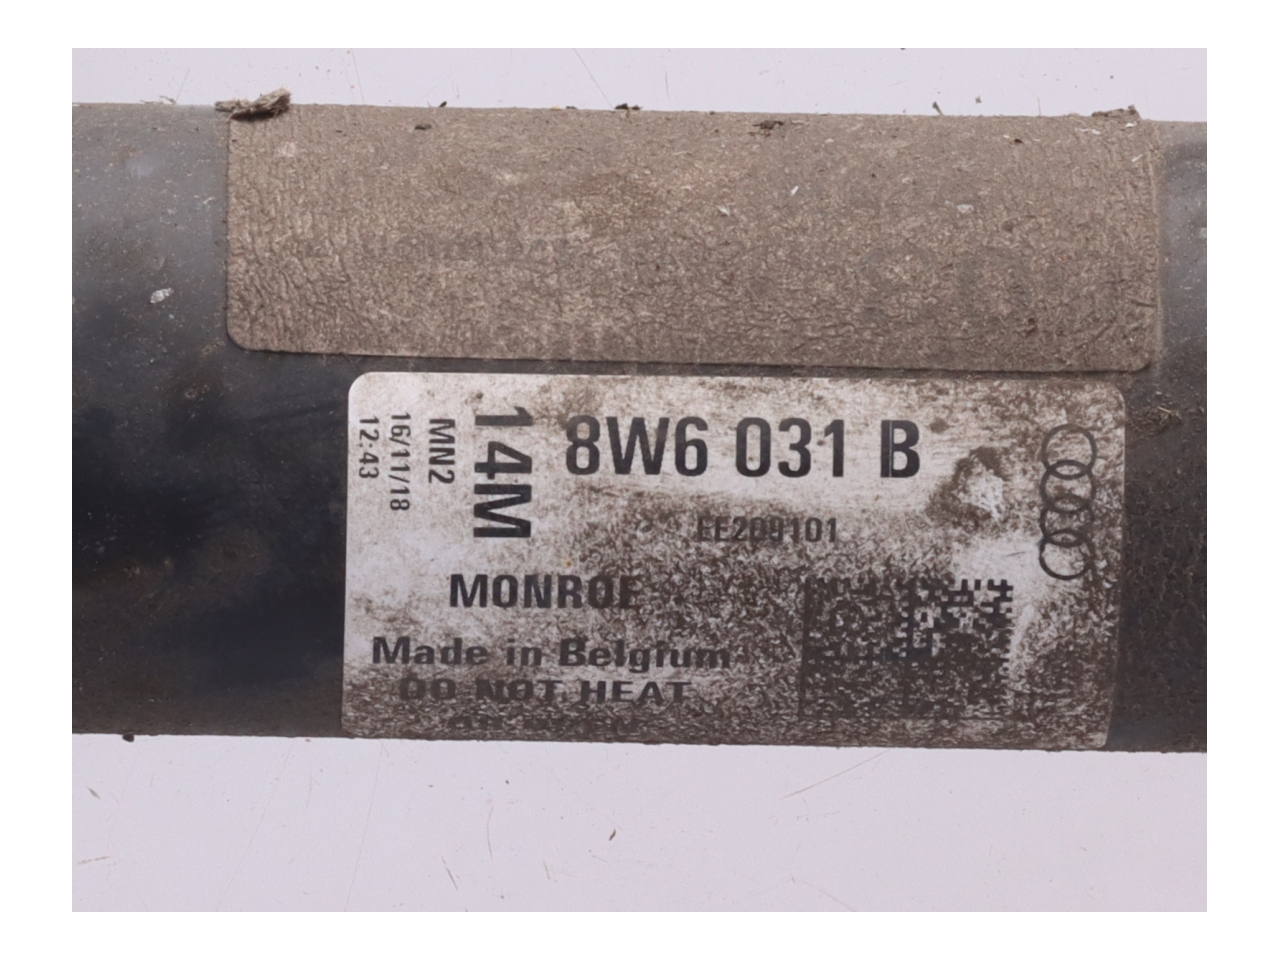 8W6 031 B
14M
MN2
16/11/18
12:43
EE209101
MONROE
Made in Belgium
DO NOT HEAT